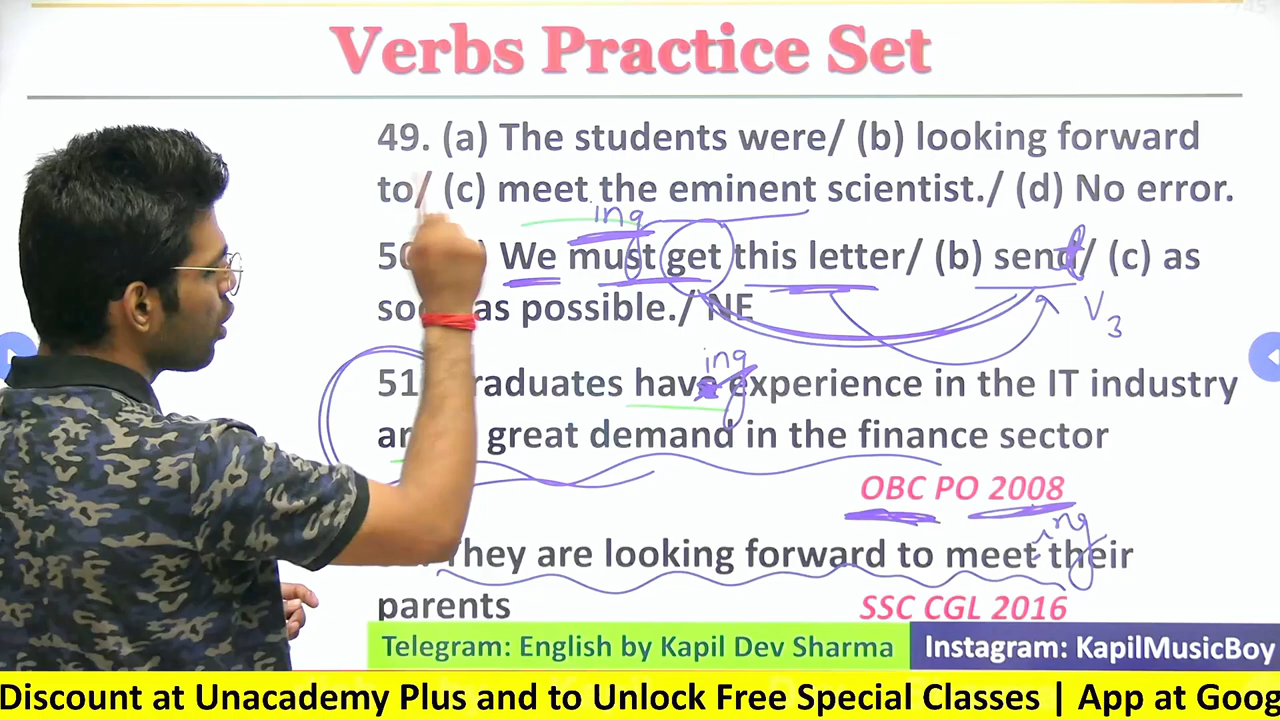 Verbs Practice Set
49. (a) The students were/ (b) looking forward
to/ (c) meet the eminent scientist./ (d) No error.
ing
We must get this letter/ (b) send/ (c) as
t
as possible./ NE
V3
ing
51 have experience in the IT industry
great demand in the finance sector
OBC PO 2008
ing
They are looking forward to meet their
parents
SSC CGL 2016
Telegram: English by Kapil Dev Sharma
Instagram: KapilMusicBoy
Discount at Unacademy Plus and to Unlock Free Special Classes | App at Goog